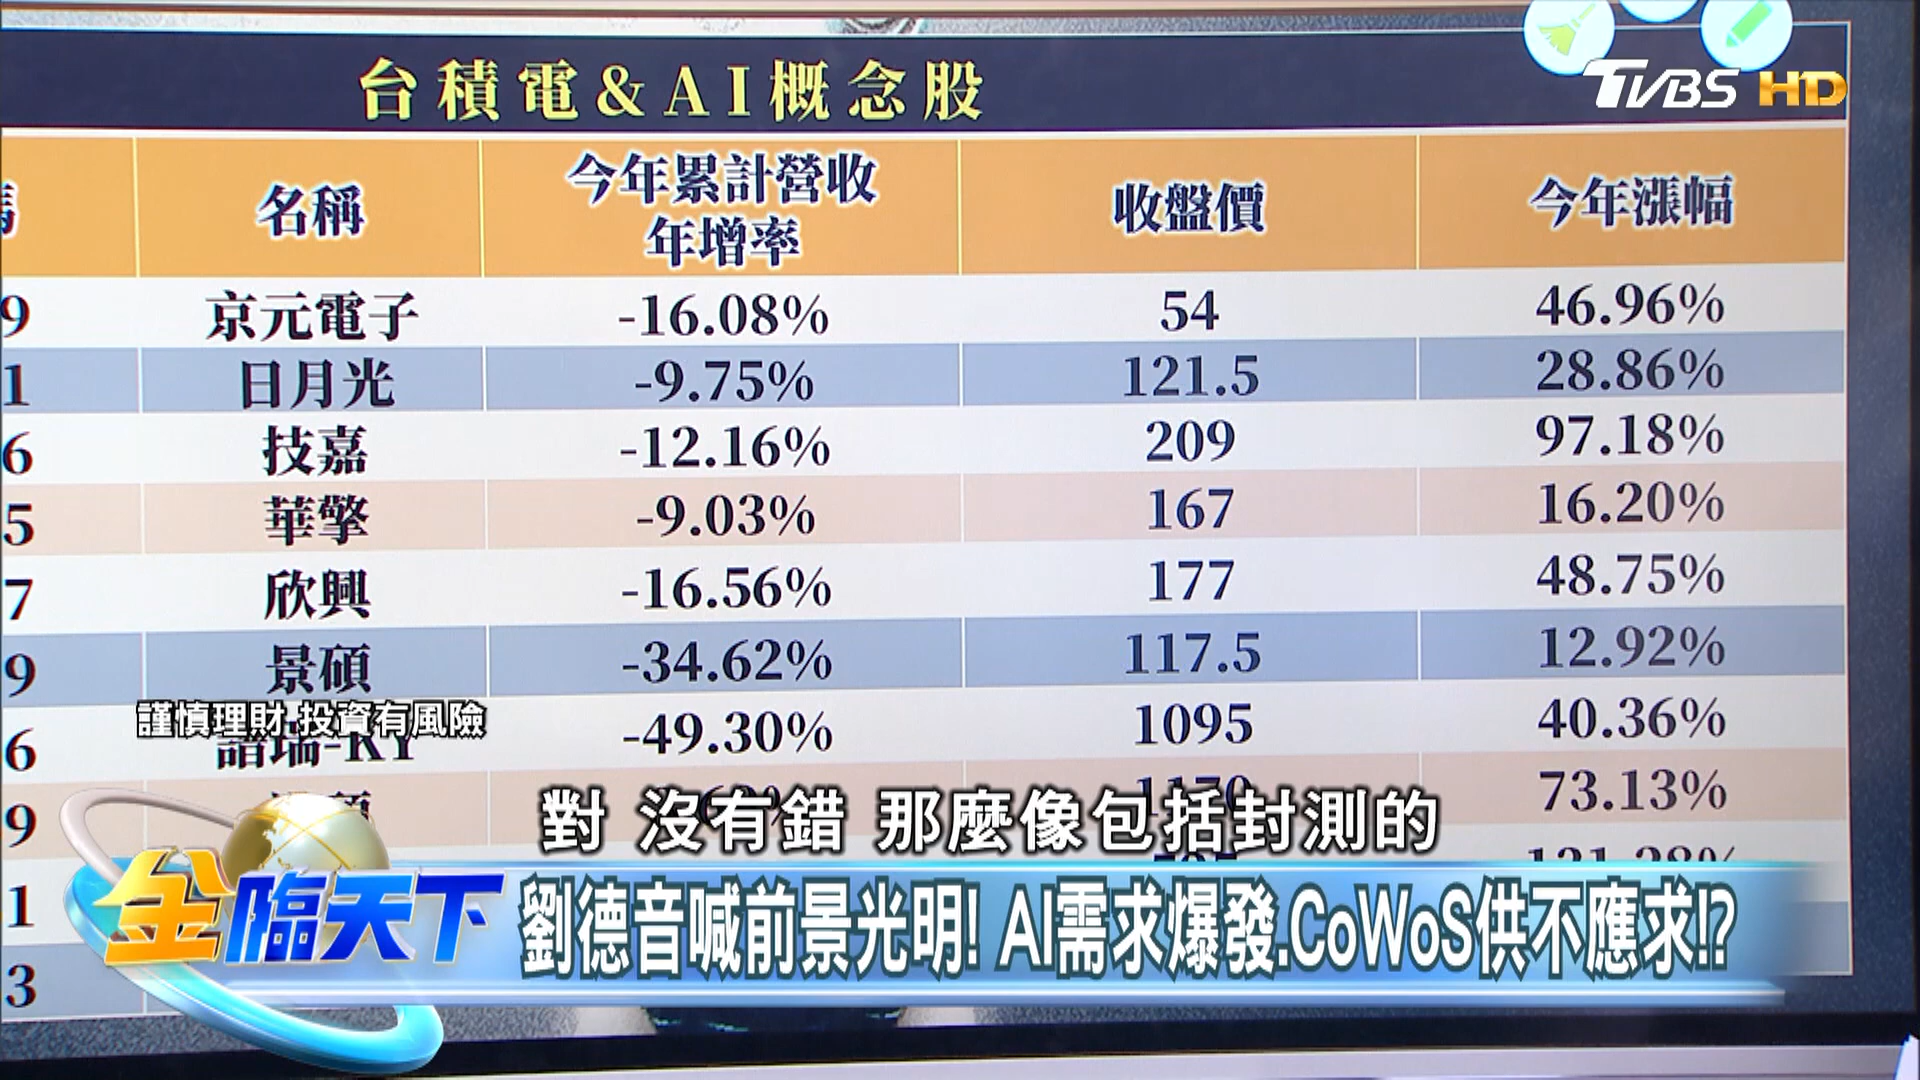 TVBS HD
台積電&AI概念股
名稱 今年累計營收年增率 收盤價 今年漲幅
9 京元電子 -16.08% 54 46.96%
1 日月光 -9.75% 121.5 28.86%
6 技嘉 -12.16% 209 97.18%
5 華擎 -9.03% 167 16.20%
7 欣興 -16.56% 177 48.75%
9 景碩 -34.62% 117.5 12.92%
謹慎理財 投資有風險
6 譜瑞-KY -49.30% 1095 40.36%
9 1170 73.13%
對 沒有錯 那麼像包括封測的
1
金臨天下
劉德音喊前景光明! AI需求爆發.CoWoS供不應求!?
3